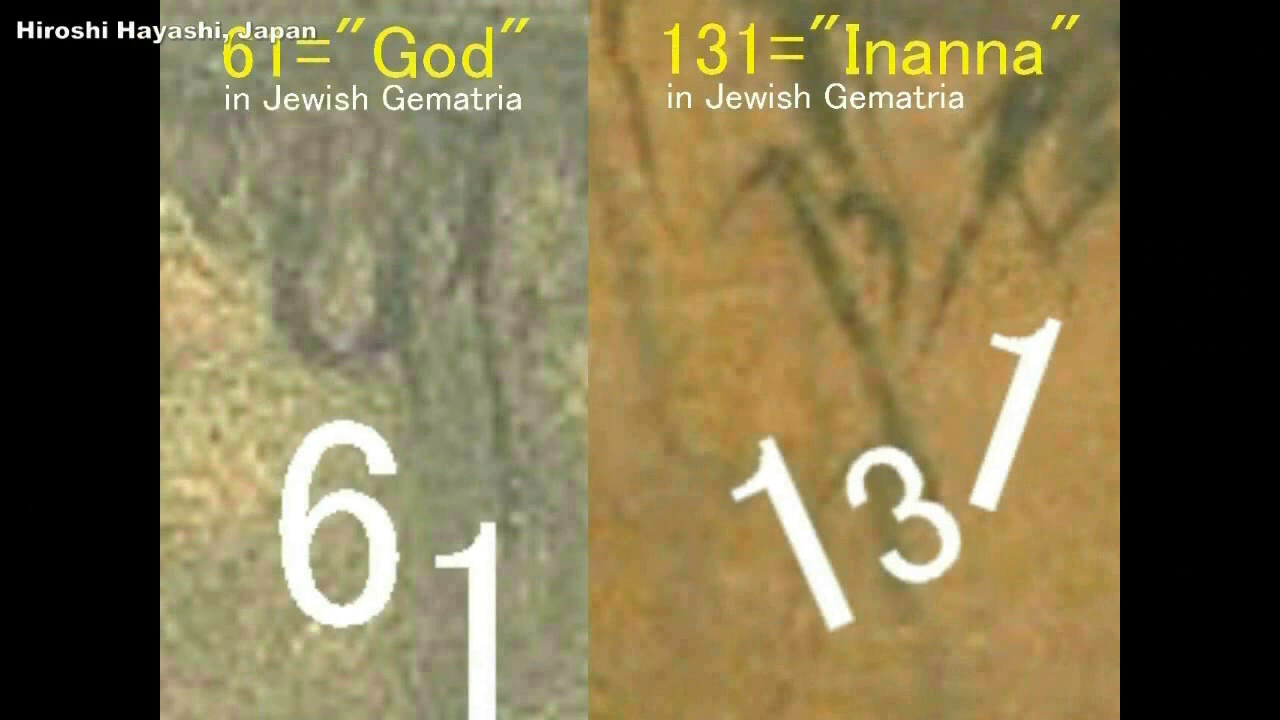 Hiroshi Hayashi, Japan
61="God"
in Jewish Gematria
131="Inanna"
in Jewish Gematria
61
131